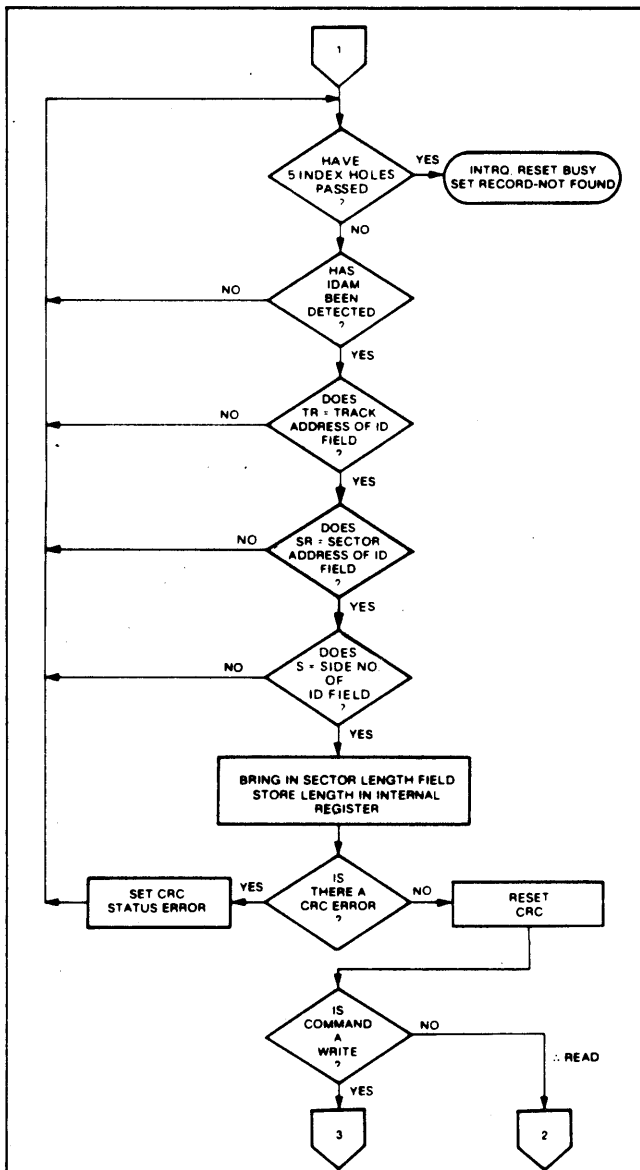 1
HAVE
5 INDEX HOLES
PASSED
?
YES
INTRQ. RESET BUSY
SET RECORD-NOT FOUND
NO
HAS
IDAM
BEEN
DETECTED
?
NO
YES
DOES
TR = TRACK
ADDRESS OF ID
FIELD
?
NO
YES
DOES
SR = SECTOR
ADDRESS OF ID
FIELD
?
NO
YES
DOES
S = SIDE NO.
OF
ID FIELD
?
NO
YES
BRING IN SECTOR LENGTH FIELD
STORE LENGTH IN INTERNAL
REGISTER
IS
THERE A
CRC ERROR
?
YES
SET CRC
STATUS ERROR
NO
RESET
CRC
IS
COMMAND
A
WRITE
?
NO
∴ READ
YES
3
2